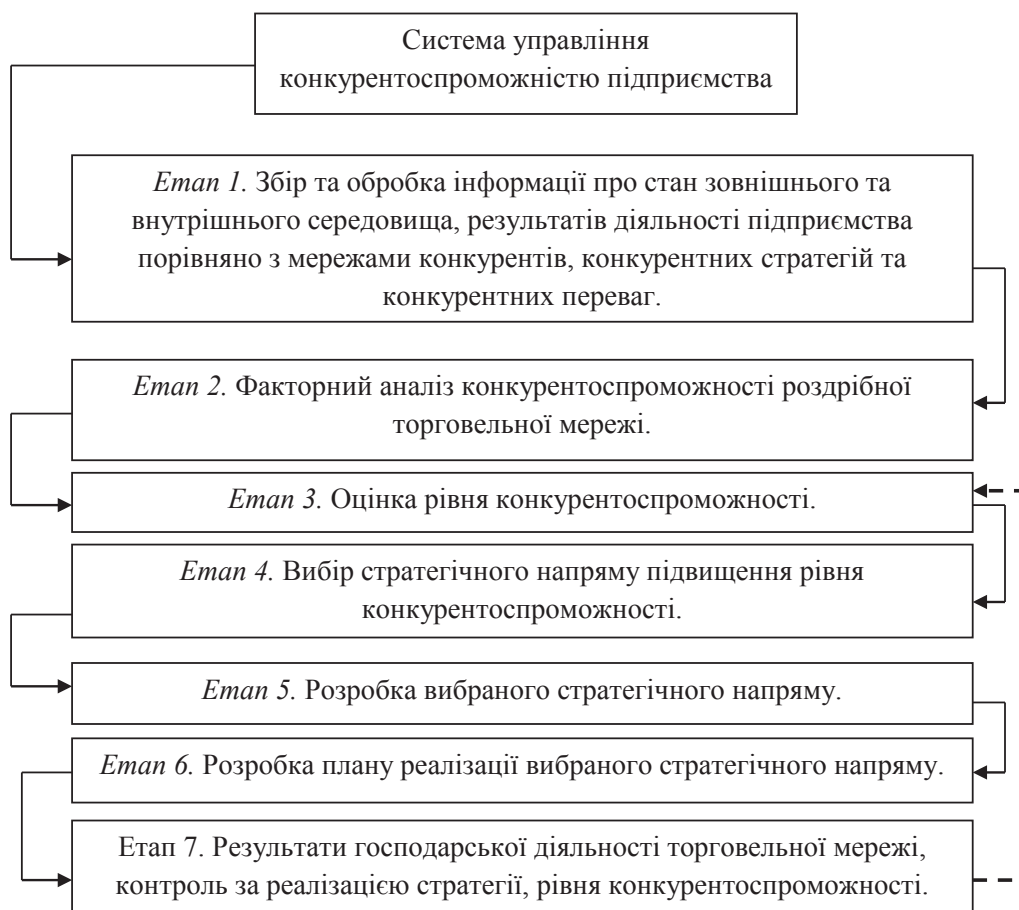 Система управління
конкурентоспроможністю підприємства
Етап 1. Збір та обробка інформації про стан зовнішнього та
внутрішнього середовища, результатів діяльності підприємства
порівняно з мережами конкурентів, конкурентних стратегій та
конкурентних переваг.
Етап 2. Факторний аналіз конкурентоспроможності роздрібної
торговельної мережі.
Етап 3. Оцінка рівня конкурентоспроможності.
Етап 4. Вибір стратегічного напряму підвищення рівня
конкурентоспроможності.
Етап 5. Розробка вибраного стратегічного напряму.
Етап 6. Розробка плану реалізації вибраного стратегічного напряму.
Етап 7. Результати господарської діяльності торговельної мережі,
контроль за реалізацією стратегії, рівня конкурентоспроможності.